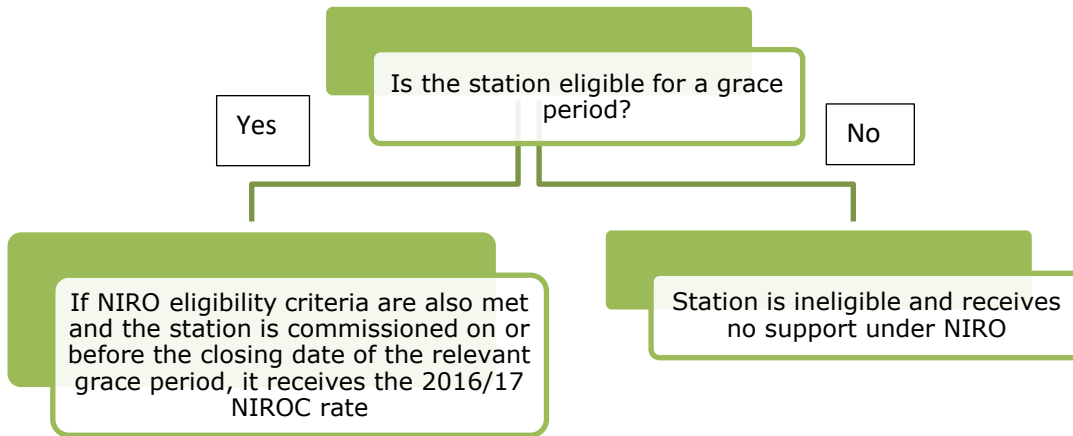 Is the station eligible for a grace
period?
Yes
No
If NIRO eligibility criteria are also met
and the station is commissioned on or
before the closing date of the relevant
grace period, it receives the 2016/17
NIROC rate
Station is ineligible and receives
no support under NIRO